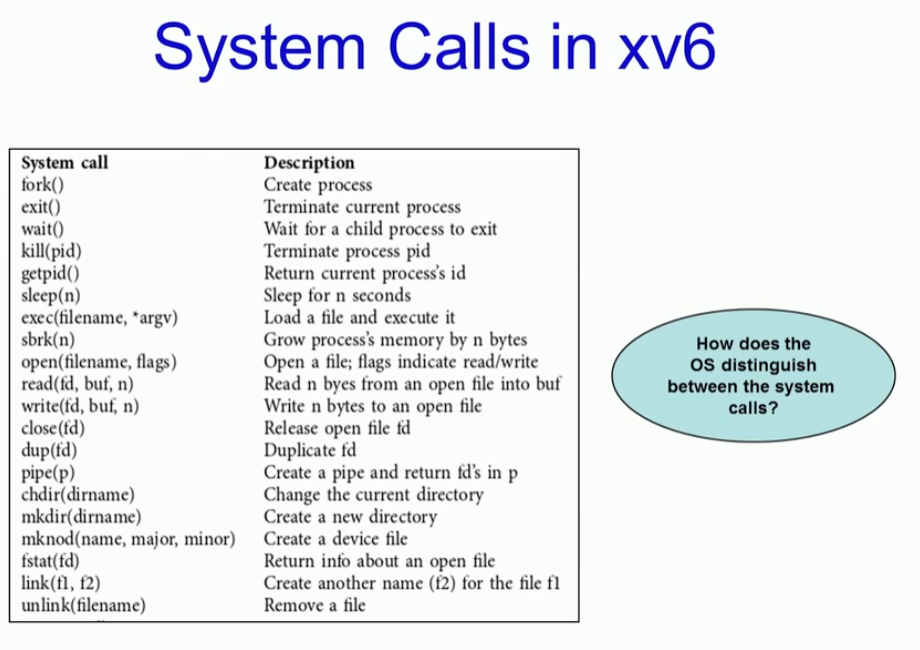 System Calls in xv6
System call Description
fork() Create process
exit() Terminate current process
wait() Wait for a child process to exit
kill(pid) Terminate process pid
getpid() Return current process's id
sleep(n) Sleep for n seconds
exec(filename, *argv) Load a file and execute it
sbrk(n) Grow process's memory by n bytes
open(filename, flags) Open a file; flags indicate read/write
read(fd, buf, n) Read n byes from an open file into buf
write(fd, buf, n) Write n bytes to an open file
close(fd) Release open file fd
dup(fd) Duplicate fd
pipe(p) Create a pipe and return fd's in p
chdir(dirname) Change the current directory
mkdir(dirname) Create a new directory
mknod(name, major, minor) Create a device file
fstat(fd) Return info about an open file
link(f1, f2) Create another name (f2) for the file f1
unlink(filename) Remove a file
How does the
OS distinguish
between the system
calls?